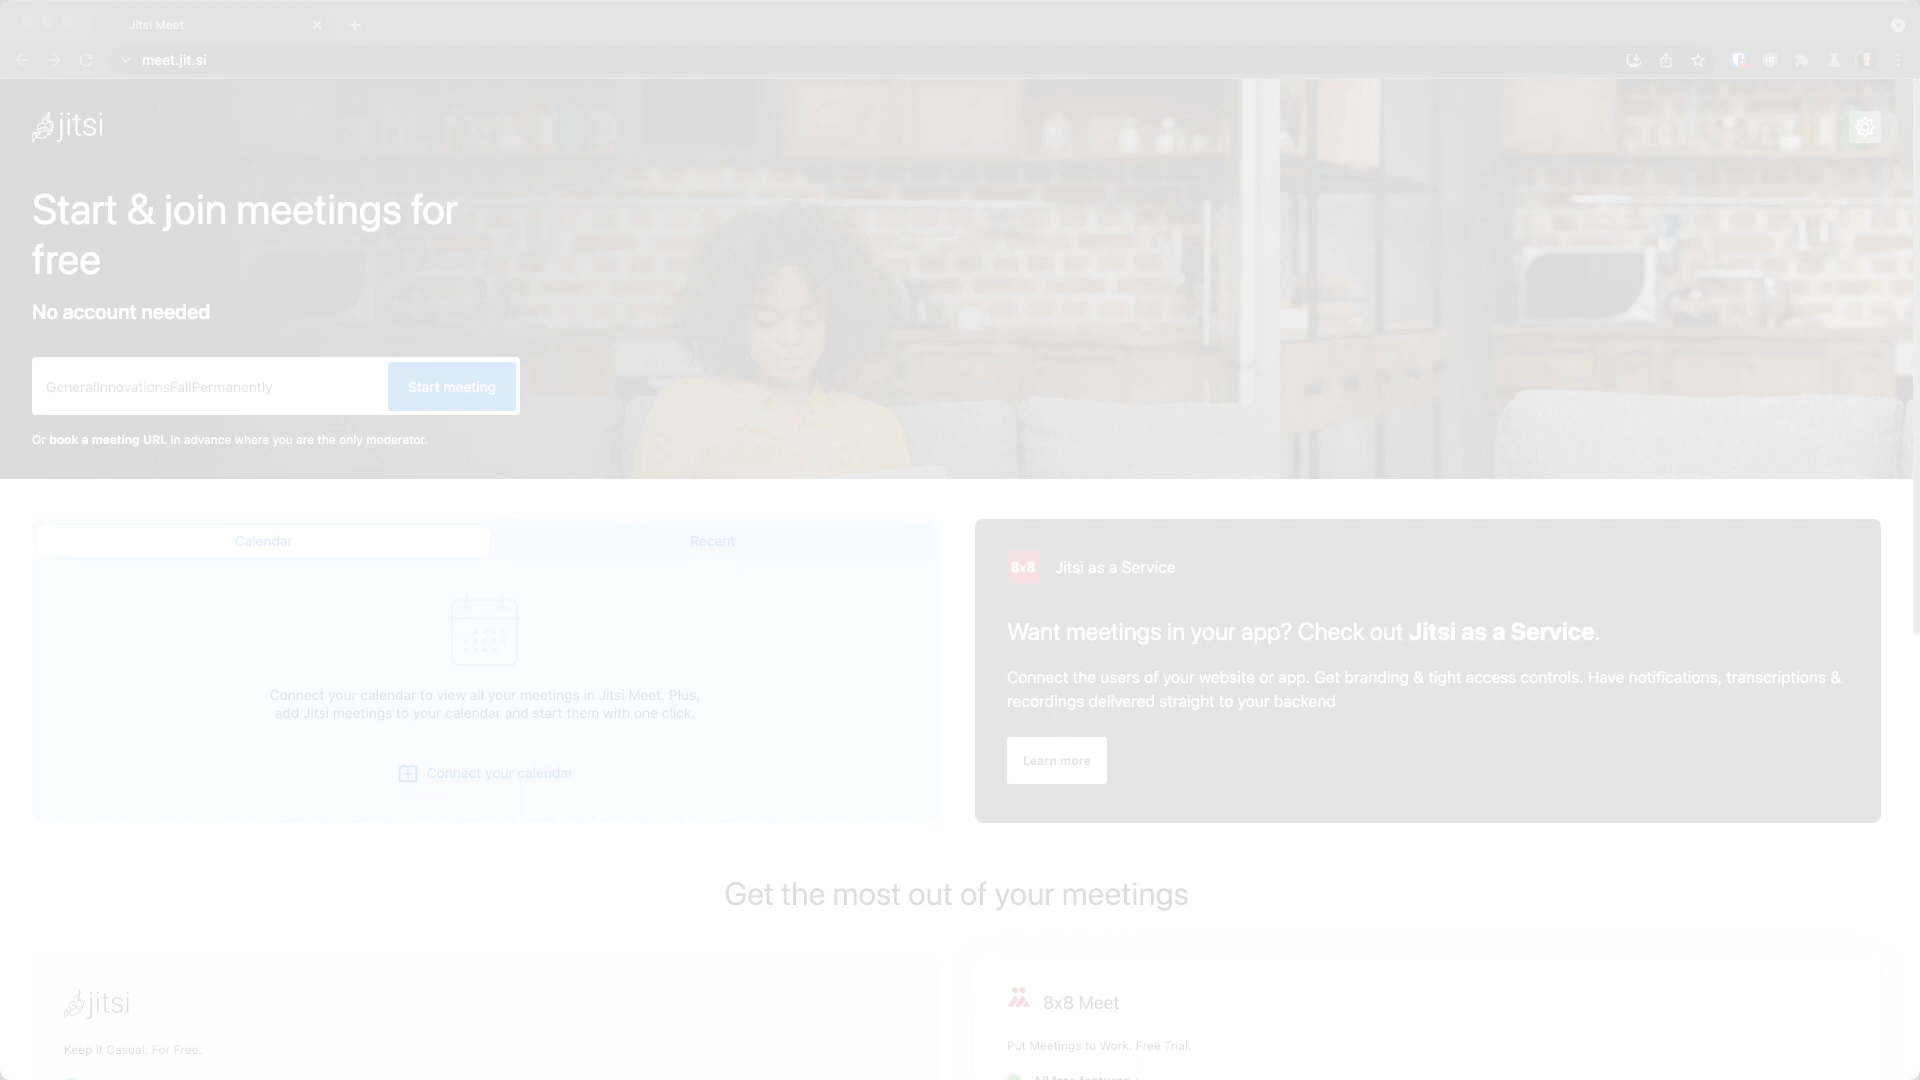 Jitsi Meet
meet.jit.si
jitsi
Start & join meetings for
free
No account needed
GeneralInnovationsFallPermanently
Start meeting
Or book a meeting URL in advance where you are the only moderator.
Calendar
Recent
Connect your calendar to view all your meetings in Jitsi Meet. Plus,
add Jitsi meetings to your calendar and start them with one click.
Connect your calendar
8x8
Jitsi as a Service
Want meetings in your app? Check out Jitsi as a Service.
Connect the users of your website or app. Get branding & tight access controls. Have notifications, transcriptions &
recordings delivered straight to your backend
Learn more
Get the most out of your meetings
jitsi
Keep it Casual. For Free.
8x8 Meet
Put Meetings to Work. Free Trial.
All free features +